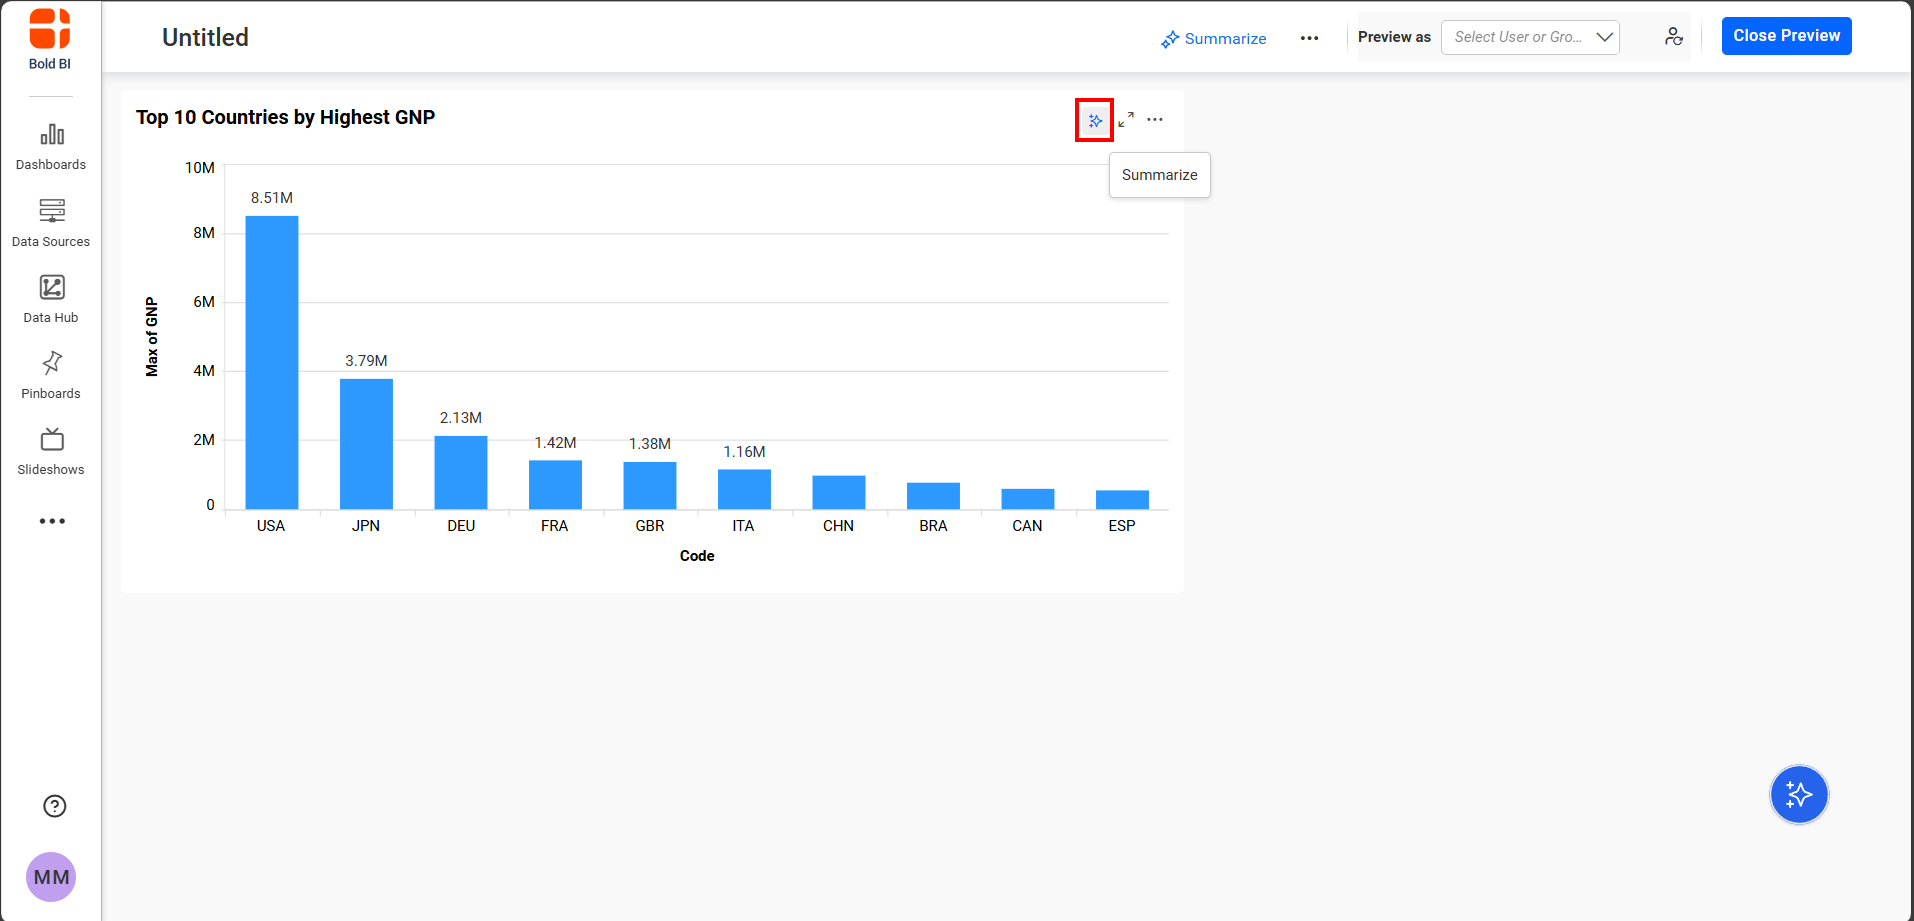 Bold BI
Dashboards
Data Sources
Data Hub
Pinboards
Slideshows
MM
Untitled
Summarize
Preview as
Select User or Gro...
Close Preview
Top 10 Countries by Highest GNP
Summarize
Max of GNP
10M
8M
6M
4M
2M
0
8.51M
3.79M
2.13M
1.42M
1.38M
1.16M
USA JPN DEU FRA GBR ITA CHN BRA CAN ESP
Code